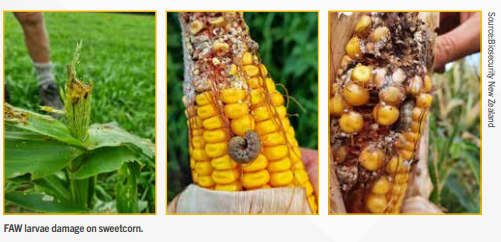 Source:Biosecurity New Zealand
FAW larvae damage on sweetcorn.